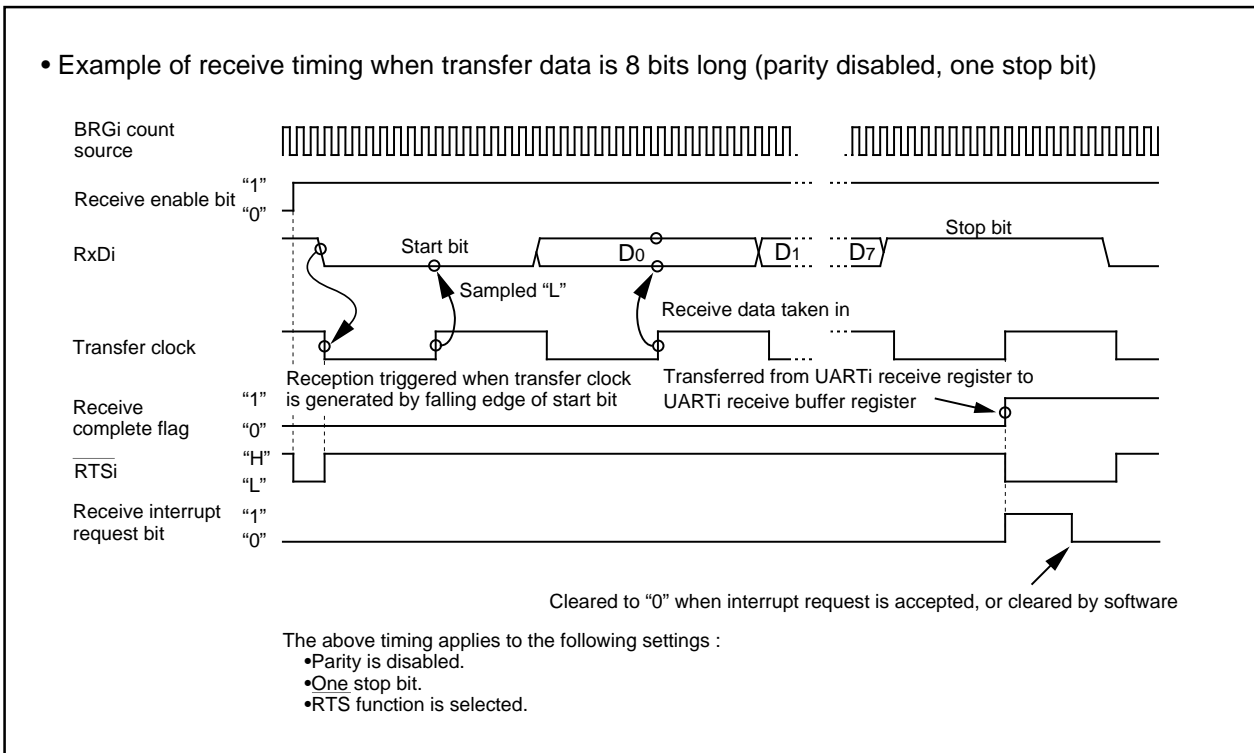 • Example of receive timing when transfer data is 8 bits long (parity disabled, one stop bit)
BRGi count
source
Receive enable bit
“1”
“0”
RxDi
Start bit
D0
D1
D7
Stop bit
Sampled “L”
Receive data taken in
Transfer clock
Reception triggered when transfer clock
is generated by falling edge of start bit
Transferred from UARTi receive register to
UARTi receive buffer register
Receive
complete flag
“1”
“0”
RTSi
“H”
“L”
Receive interrupt
request bit
“1”
“0”
Cleared to “0” when interrupt request is accepted, or cleared by software
The above timing applies to the following settings :
•Parity is disabled.
•One stop bit.
•RTS function is selected.